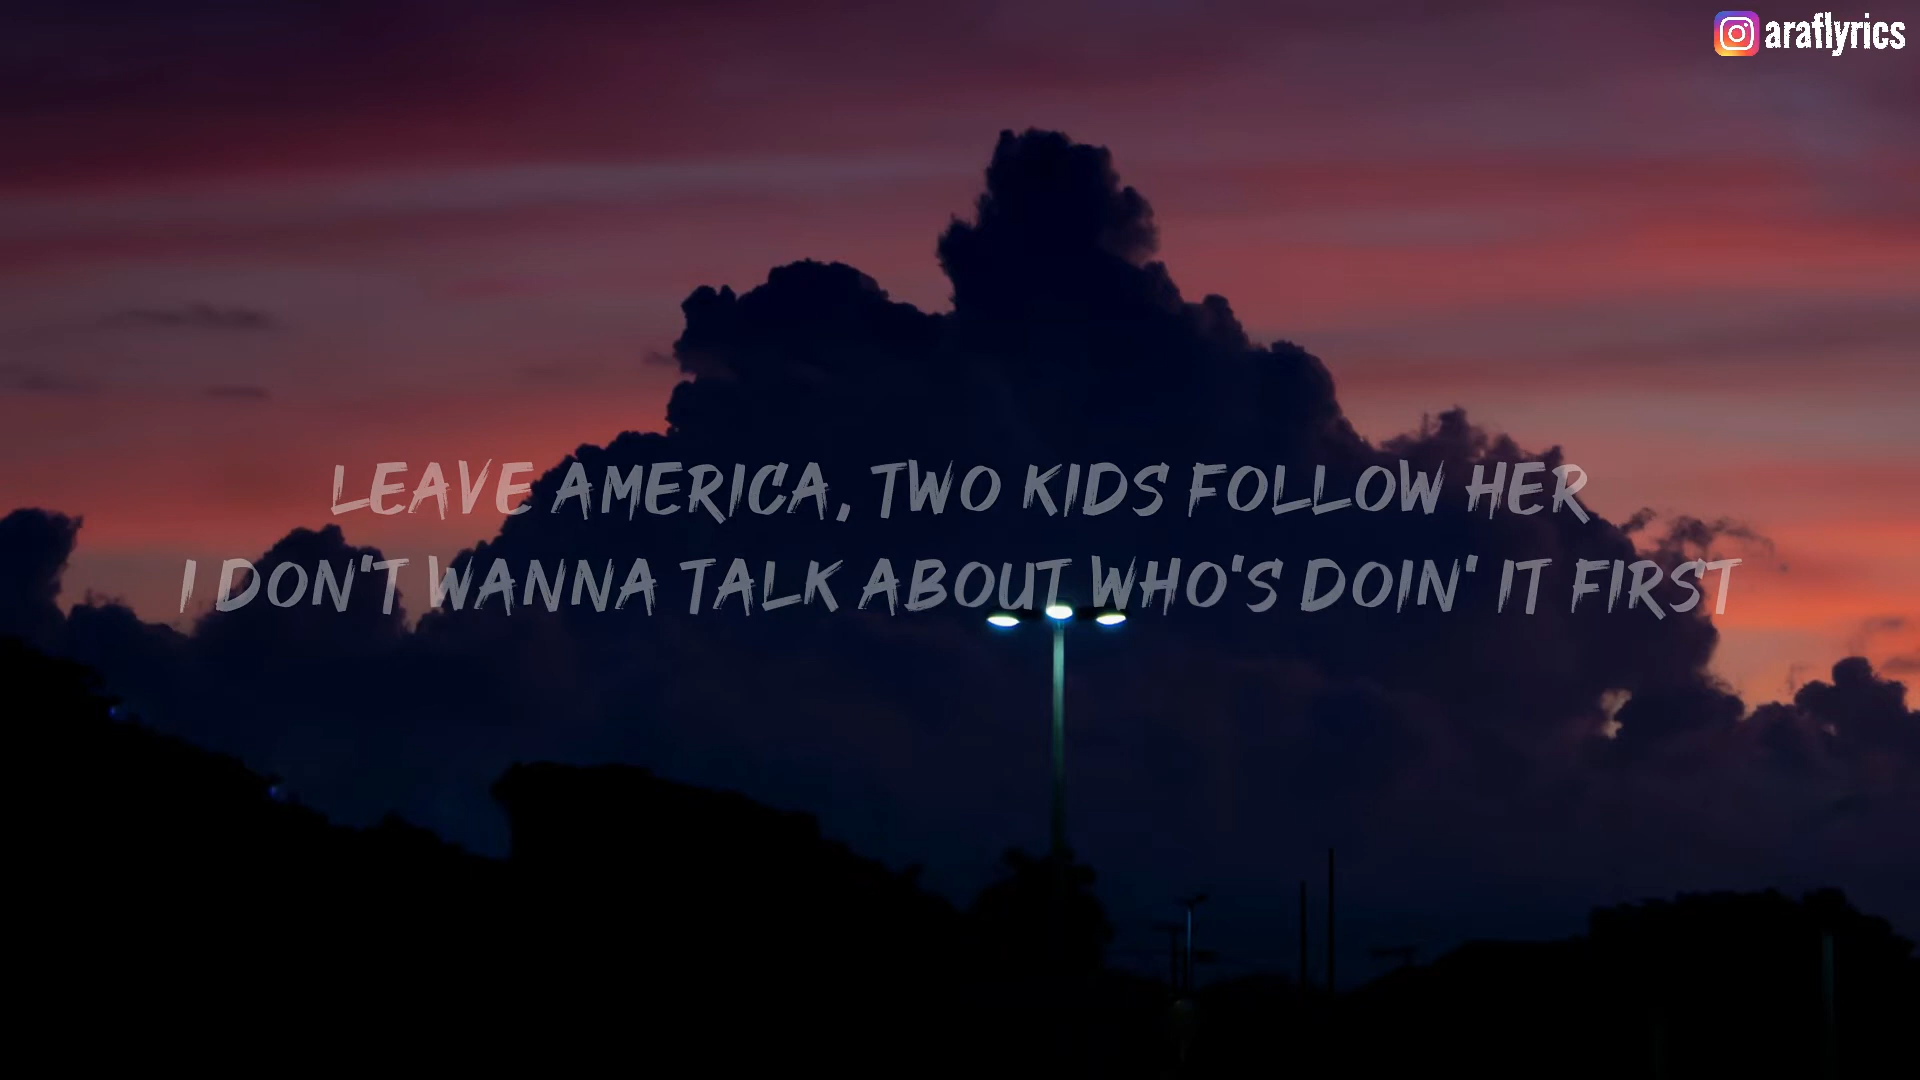 araflyrics
LEAVE AMERICA, TWO KIDS FOLLOW HER
I DON'T WANNA TALK ABOUT WHO'S DOIN' IT FIRST